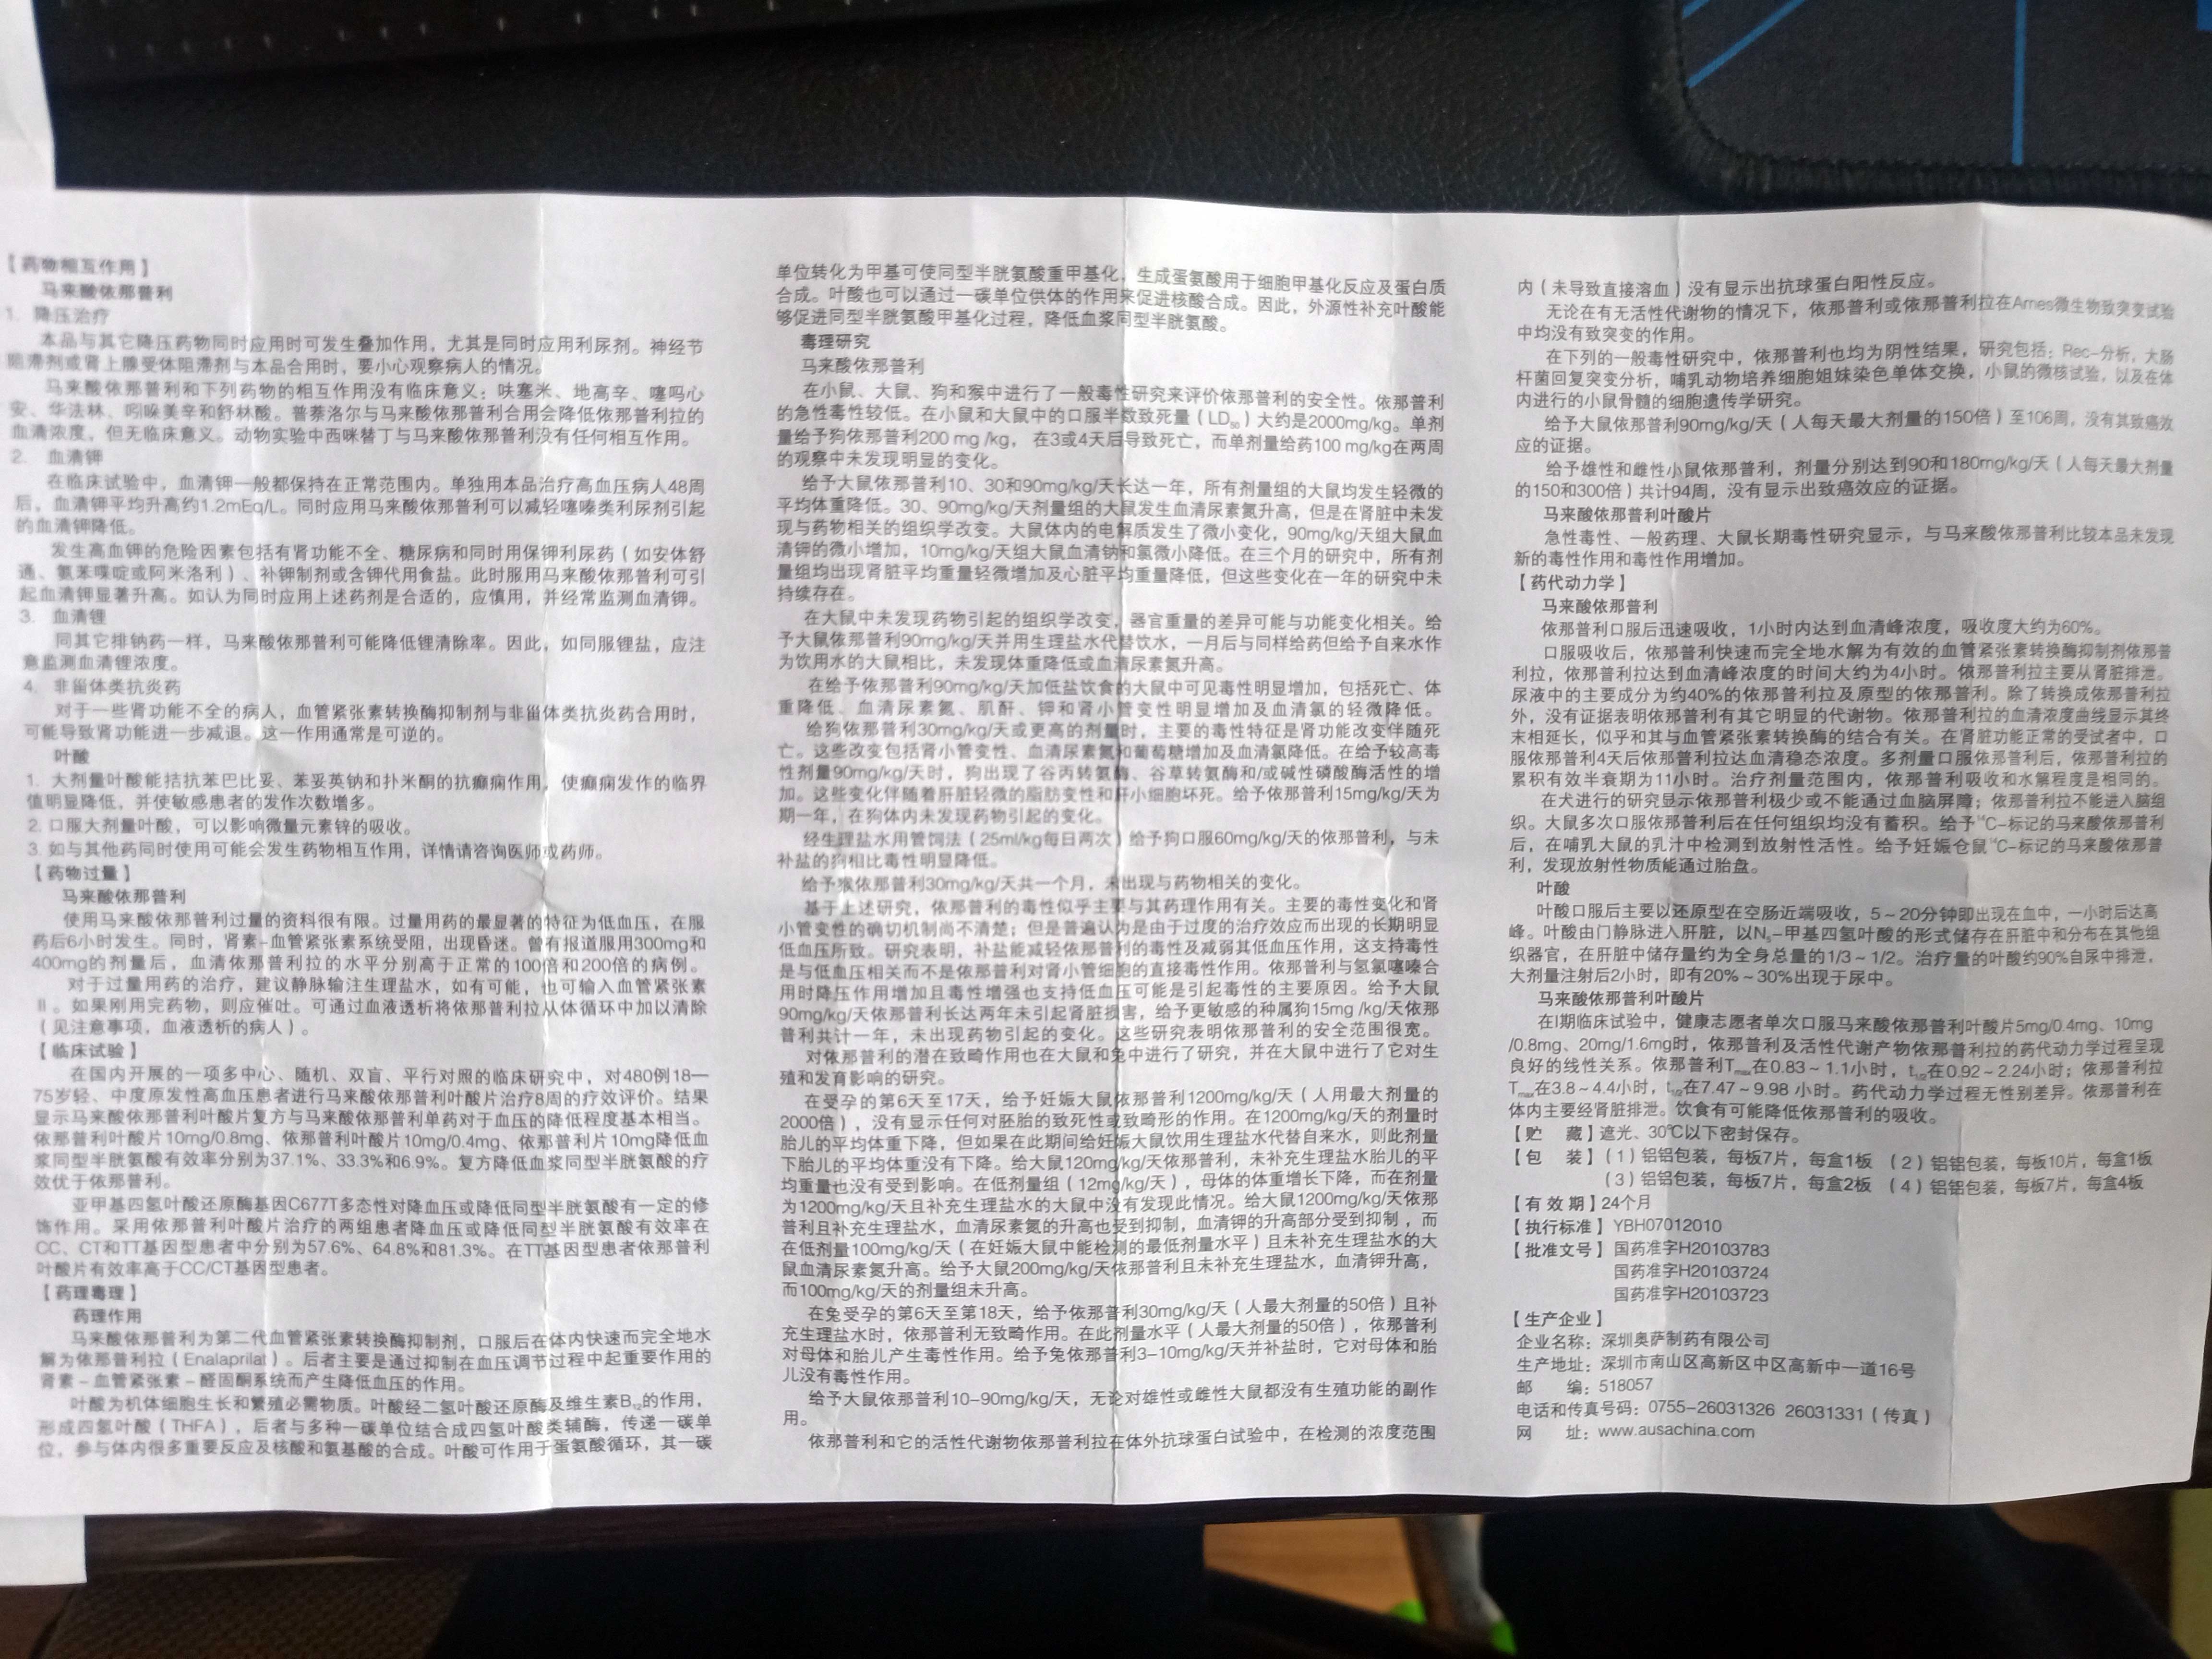 【药物相互作用】
马来酸依那普利
1. 降压治疗
本品与其它降压药物同时应用时可发生叠加作用，尤其是同时应用利尿剂。神经节
阻滞剂或肾上腺受体阻滞剂与本品合用时，要小心观察病人的情况。
马来酸依那普利和下列药物的相互作用没有临床意义：呋塞米、地高辛、噻吗心
安、华法林、吲哚美辛和舒林酸。普萘洛尔与马来酸依那普利合用会降低依那普利拉的
血清浓度，但无临床意义。动物实验中西咪替丁与马来酸依那普利没有任何相互作用。
2. 血清钾
在临床试验中，血清钾一般都保持在正常范围内。单独用本品治疗高血压病人48周
后，血清钾平均升高约1.2mEq/L。同时应用马来酸依那普利可以减轻噻嗪类利尿剂引起
的血清钾降低。
发生高血钾的危险因素包括有肾功能不全、糖尿病和同时用保钾利尿药（如安体舒
通、氨苯喋啶或阿米洛利）、补钾制剂或含钾代用食盐。此时服用马来酸依那普利可引
起血清钾显著升高。如认为同时应用上述药剂是合适的，应慎用，并经常监测血清钾。
3. 血清锂
同其它排钠药一样，马来酸依那普利可能降低锂清除率。因此，如同服锂盐，应注
意监测血清锂浓度。
4. 非甾体类抗炎药
对于一些肾功能不全的病人，血管紧张素转换酶抑制剂与非甾体类抗炎药合用时，
可能导致肾功能进一步减退。这一作用通常是可逆的。
叶酸
1. 大剂量叶酸能拮抗苯巴比妥、苯妥英钠和扑米酮的抗癫痫作用，使癫痫发作的临界
值明显降低，并使敏感患者的发作次数增多。
2. 口服大剂量叶酸，可以影响微量元素锌的吸收。
3. 如与其他药同时使用可能会发生药物相互作用，详情请咨询医师或药师。
【药物过量】
马来酸依那普利
使用马来酸依那普利过量的资料很有限。过量用药的最显著的特征为低血压，在服
药后6小时发生。同时，肾素-血管紧张素系统受阻，出现昏迷。曾有报道服用300mg和
400mg的剂量后，血清依那普利拉的水平分别高于正常的100倍和200倍的病例。
对于过量用药的治疗，建议静脉输注生理盐水，如有可能，也可输入血管紧张素
II。如果刚用完药物，则应催吐。可通过血液透析将依那普利拉从体循环中加以清除
（见注意事项，血液透析的病人）。
【临床试验】
在国内开展的一项多中心、随机、双盲、平行对照的临床研究中，对480例18—
75岁轻、中度原发性高血压患者进行马来酸依那普利叶酸片治疗8周的疗效评价。结果
显示马来酸依那普利叶酸片复方与马来酸依那普利单药对于血压的降低程度基本相当。
依那普利叶酸片10mg/0.8mg、依那普利叶酸片10mg/0.4mg、依那普利片10mg降低血
浆同型半胱氨酸有效率分别为37.1%、33.3%和6.9%。复方降低血浆同型半胱氨酸的疗
效优于依那普利。
亚甲基四氢叶酸还原酶基因C677T多态性对降血压或降低同型半胱氨酸有一定的修
饰作用。采用依那普利叶酸片治疗的两组患者降血压或降低同型半胱氨酸有效率在
CC、CT和TT基因型患者中分别为57.6%、64.8%和81.3%。在TT基因型患者依那普利
叶酸片有效率高于CC/CT基因型患者。
【药理毒理】
药理作用
马来酸依那普利为第二代血管紧张素转换酶抑制剂，口服后在体内快速而完全地水
解为依那普利拉（Enalaprilat）。后者主要是通过抑制在血压调节过程中起重要作用的
肾素－血管紧张素－醛固酮系统而产生降低血压的作用。
叶酸为机体细胞生长和繁殖必需物质。叶酸经二氢叶酸还原酶及维生素B₁₂的作用，
形成四氢叶酸（THFA），后者与多种一碳单位结合成四氢叶酸类辅酶，传递一碳单
位，参与体内很多重要反应及核酸和氨基酸的合成。叶酸可作用于蛋氨酸循环，其一碳
单位转化为甲基可使同型半胱氨酸重甲基化，生成蛋氨酸用于细胞甲基化反应及蛋白质
合成。叶酸也可以通过一碳单位供体的作用来促进核酸合成。因此，外源性补充叶酸能
够促进同型半胱氨酸甲基化过程，降低血浆同型半胱氨酸。
毒理研究
马来酸依那普利
在小鼠、大鼠、狗和猴中进行了一般毒性研究来评价依那普利的安全性。依那普利
的急性毒性较低。在小鼠和大鼠中的口服半数致死量（LD₅₀）大约是2000mg/kg。单剂
量给予狗依那普利200 mg /kg， 在3或4天后导致死亡，而单剂量给药100 mg/kg在两周
的观察中未发现明显的变化。
给予大鼠依那普利10、30和90mg/kg/天长达一年，所有剂量组的大鼠均发生轻微的
平均体重降低。30、90mg/kg/天剂量组的大鼠发生血清尿素氮升高，但是在肾脏中未发
现与药物相关的组织学改变。大鼠体内的电解质发生了微小变化，90mg/kg/天组大鼠血
清钾的微小增加，10mg/kg/天组大鼠血清钠和氯微小降低。在三个月的研究中，所有剂
量组均出现肾脏平均重量轻微增加及心脏平均重量降低，但这些变化在一年的研究中未
持续存在。
在大鼠中未发现药物引起的组织学改变，器官重量的差异可能与功能变化相关。给
予大鼠依那普利90mg/kg/天并用生理盐水代替饮水，一月后与同样给药但给予自来水作
为饮用水的大鼠相比，未发现体重降低或血清尿素氮升高。
在给予依那普利90mg/kg/天加低盐饮食的大鼠中可见毒性明显增加，包括死亡、体
重降低、血清尿素氮、肌酐、钾和肾小管变性明显增加及血清氯的轻微降低。
给狗依那普利30mg/kg/天或更高的剂量时，主要的毒性特征是肾功能改变伴随死
亡。这些改变包括肾小管变性、血清尿素氮和葡萄糖增加及血清氯降低。在给予较高毒
性剂量90mg/kg/天时，狗出现了谷丙转氨酶、谷草转氨酶和/或碱性磷酸酶活性的增
加。这些变化伴随着肝脏轻微的脂肪变性和肝小细胞坏死。给予依那普利15mg/kg/天为
期一年，在狗体内未发现药物引起的变化。
经生理盐水用管饲法（25ml/kg每日两次）给予狗口服60mg/kg/天的依那普利，与未
补盐的狗相比毒性明显降低。
给予猴依那普利30mg/kg/天共一个月，未出现与药物相关的变化。
基于上述研究，依那普利的毒性似乎主要与其药理作用有关。主要的毒性变化和肾
小管变性的确切机制尚不清楚；但是普遍认为是由于过度的治疗效应而出现的长期明显
低血压所致。研究表明，补盐能减轻依那普利的毒性及减弱其低血压作用，这支持毒性
是与低血压相关而不是依那普利对肾小管细胞的直接毒性作用。依那普利与氢氯噻嗪合
用时降压作用增加且毒性增强也支持低血压可能是引起毒性的主要原因。给予大鼠
90mg/kg/天依那普利长达两年未引起肾脏损害，给予更敏感的种属狗15mg /kg/天依那
普利共计一年，未出现药物引起的变化。这些研究表明依那普利的安全范围很宽。
对依那普利的潜在致畸作用也在大鼠和兔中进行了研究，并在大鼠中进行了它对生
殖和发育影响的研究。
在受孕的第6天至17天，给予妊娠大鼠依那普利1200mg/kg/天（人用最大剂量的
2000倍），没有显示任何对胚胎的致死性或致畸形的作用。在1200mg/kg/天的剂量时
胎儿的平均体重下降，但如果在此期间给妊娠大鼠饮用生理盐水代替自来水，则此剂量
下胎儿的平均体重没有下降。给大鼠120mg/kg/天依那普利，未补充生理盐水胎儿的平
均重量也没有受到影响。在低剂量组（12mg/kg/天），母体的体重增长下降，而在剂量
为1200mg/kg/天且补充生理盐水的大鼠中没有发现此情况。给大鼠1200mg/kg/天依那
普利且补充生理盐水，血清尿素氮的升高也受到抑制，血清钾的升高部分受到抑制，而
在低剂量100mg/kg/天（在妊娠大鼠中能检测的最低剂量水平）且未补充生理盐水的大
鼠血清尿素氮升高。给予大鼠200mg/kg/天依那普利且未补充生理盐水，血清钾升高，
而100mg/kg/天的剂量组未升高。
在兔受孕的第6天至第18天，给予依那普利30mg/kg/天（人最大剂量的50倍）且补
充生理盐水时，依那普利无致畸作用。在此剂量水平（人最大剂量的50倍），依那普利
对母体和胎儿产生毒性作用。给予兔依那普利3-10mg/kg/天并补盐时，它对母体和胎
儿没有毒性作用。
给予大鼠依那普利10-90mg/kg/天，无论对雄性或雌性大鼠都没有生殖功能的副作
用。
依那普利和它的活性代谢物依那普利拉在体外抗球蛋白试验中，在检测的浓度范围
内（未导致直接溶血）没有显示出抗球蛋白阳性反应。
无论在有无活性代谢物的情况下，依那普利或依那普利拉在Ames微生物致突变试验
中均没有致突变的作用。
在下列的一般毒性研究中，依那普利也均为阴性结果，研究包括：Rec-分析，大肠
杆菌回复突变分析，哺乳动物培养细胞姐妹染色单体交换，小鼠的微核试验，以及在体
内进行的小鼠骨髓的细胞遗传学研究。
给予大鼠依那普利90mg/kg/天（人每天最大剂量的150倍）至106周，没有其致癌效
应的证据。
给予雄性和雌性小鼠依那普利，剂量分别达到90和180mg/kg/天（人每天最大剂量
的150和300倍）共计94周，没有显示出致癌效应的证据。
马来酸依那普利叶酸片
急性毒性、一般药理、大鼠长期毒性研究显示，与马来酸依那普利比较本品未发现
新的毒性作用和毒性作用增加。
【药代动力学】
马来酸依那普利
依那普利口服后迅速吸收，1小时内达到血清峰浓度，吸收度大约为60%。
口服吸收后，依那普利快速而完全地水解为有效的血管紧张素转换酶抑制剂依那普
利拉，依那普利拉达到血清峰浓度的时间大约为4小时。依那普利拉主要从肾脏排泄。
尿液中的主要成分为约40%的依那普利拉及原型的依那普利。除了转换成依那普利拉
外，没有证据表明依那普利有其它明显的代谢物。依那普利拉的血清浓度曲线显示其终
末相延长，似乎和其与血管紧张素转换酶的结合有关。在肾脏功能正常的受试者中，口
服依那普利4天后依那普利拉达血清稳态浓度。多剂量口服依那普利后，依那普利拉的
累积有效半衰期为11小时。治疗剂量范围内，依那普利吸收和水解程度是相同的。
在犬进行的研究显示依那普利极少或不能通过血脑屏障；依那普利拉不能进入脑组
织。大鼠多次口服依那普利后在任何组织均没有蓄积。给予¹⁴C-标记的马来酸依那普利
后，在哺乳大鼠的乳汁中检测到放射性活性。给予妊娠仓鼠¹⁴C-标记的马来酸依那普
利，发现放射性物质能通过胎盘。
叶酸
叶酸口服后主要以还原型在空肠近端吸收，5～20分钟即出现在血中，一小时后达高
峰。叶酸由门静脉进入肝脏，以N₅-甲基四氢叶酸的形式储存在肝脏中和分布在其他组
织器官，在肝脏中储存量约为全身总量的1/3～1/2。治疗量的叶酸约90%自尿中排泄，
大剂量注射后2小时，即有20%～30%出现于尿中。
马来酸依那普利叶酸片
在I期临床试验中，健康志愿者单次口服马来酸依那普利叶酸片5mg/0.4mg、10mg
/0.8mg、20mg/1.6mg时，依那普利及活性代谢产物依那普利拉的药代动力学过程呈现
良好的线性关系。依那普利Tmax在0.83～1.1小时，t1/2在0.92～2.24小时；依那普利拉
Tmax在3.8～4.4小时，t1/2在7.47～9.98 小时。药代动力学过程无性别差异。依那普利在
体内主要经肾脏排泄。饮食有可能降低依那普利的吸收。
【贮 藏】遮光、30℃以下密封保存。
【包 装】（1）铝铝包装，每板7片，每盒1板 （2）铝铝包装，每板10片，每盒1板
（3）铝铝包装，每板7片，每盒2板 （4）铝铝包装，每板7片，每盒4板
【有 效 期】24个月
【执行标准】YBH07012010
【批准文号】国药准字H20103783
国药准字H20103724
国药准字H20103723
【生产企业】
企业名称：深圳奥萨制药有限公司
生产地址：深圳市南山区高新区中区高新中一道16号
邮 编：518057
电话和传真号码：0755-26031326 26031331（传真）
网 址：www.ausachina.com